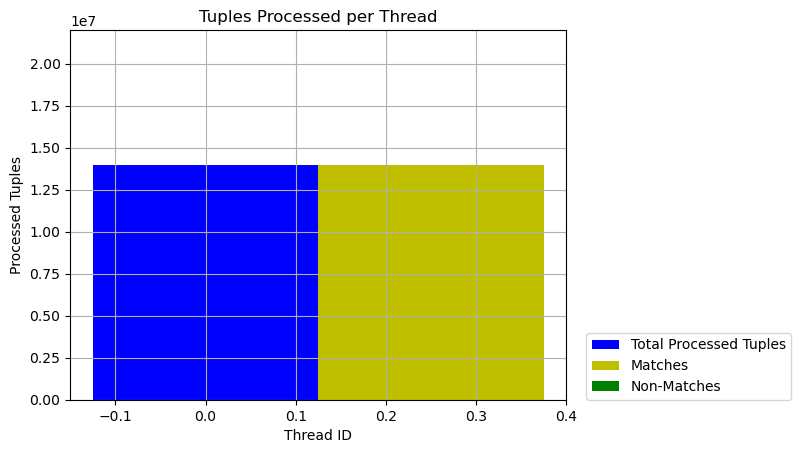 Tuples Processed per Thread
1e7
2.00
1.75
1.50
1.25
1.00
0.75
0.50
0.25
0.00
Processed Tuples
−0.1 0.0 0.1 0.2 0.3 0.4
Thread ID
Total Processed Tuples
Matches
Non-Matches